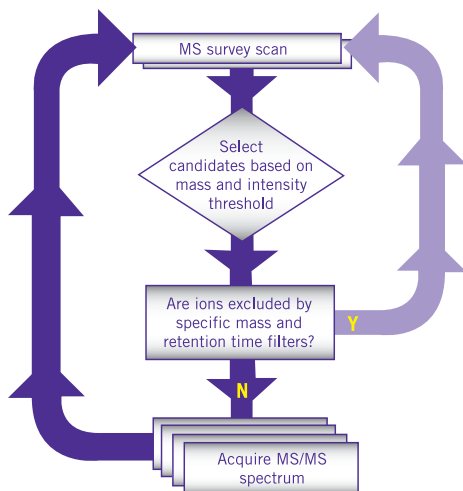 MS survey scan
Select
candidates based on
mass and intensity
threshold
Are ions excluded by
specific mass and
retention time filters?
Y
N
Acquire MS/MS
spectrum